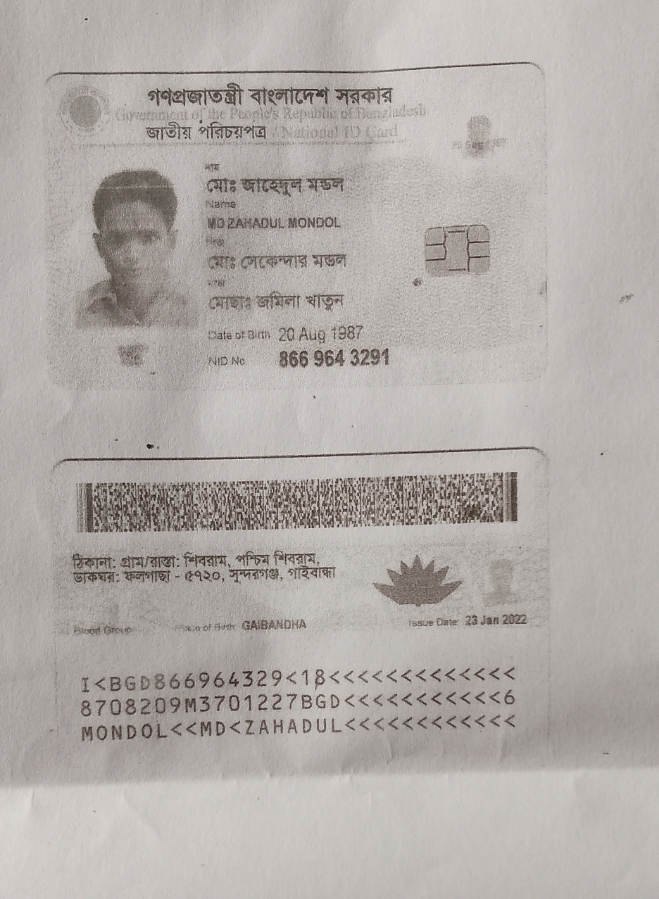 গণপ্রজাতন্ত্রী বাংলাদেশ সরকার
Government of the People's Republic of Bangladesh
জাতীয় পরিচয়পত্র / National ID Card
নাম
মোঃ জাহেদুল মন্ডল
Name
MD ZAHADUL MONDOL
পিতা
মোঃ সেকেন্দার মন্ডল
মোছাঃ জমিলা খাতুন
Date of Birth 20 Aug 1987
NID No. 866 964 3291
ঠিকানা: গ্রাম/রাস্তা: শিবরাম, পশ্চিম শিবরাম,
ডাকঘর: - ৫৭২০, সুন্দরগঞ্জ, গাইবান্ধা
Blood Group Place of Birth: GAIBANDHA Issue Date: 23 Jan 2022
I<BGD866964329<18<<<<<<<<<<<<<
8708209M3701227BGD<<<<<<<<<<<6
MONDOL<<MD<ZAHADUL<<<<<<<<<<<<